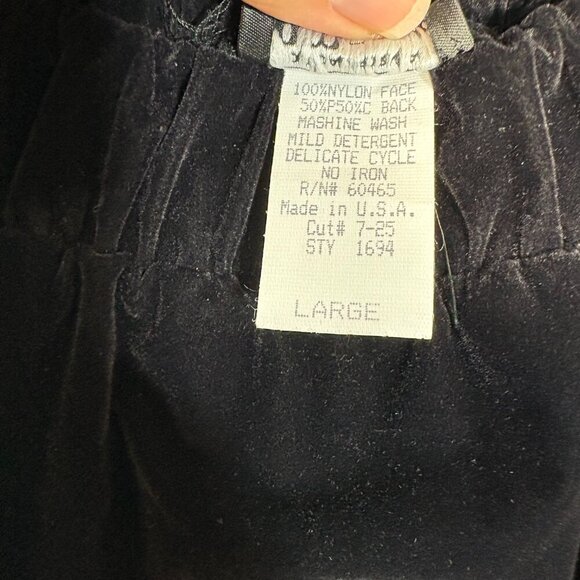 100%NYLON FACE
50%P50%C BACK
MASHINE WASH
MILD DETERGENT
DELICATE CYCLE
NO IRON
R/N# 60465
Made in U.S.A.
Cut# 7-25
STY 1694
LARGE